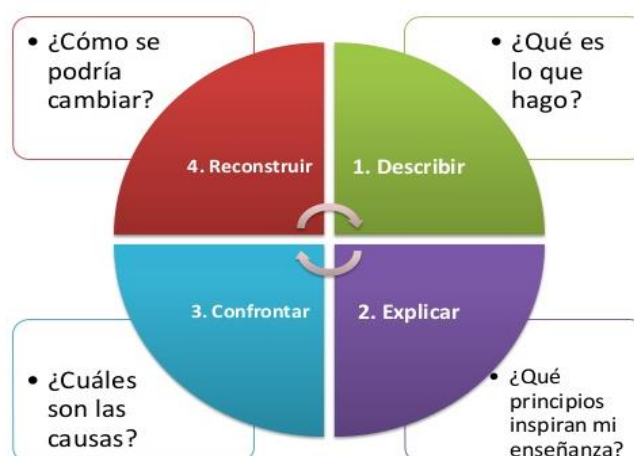 • ¿Cómo se
podría
cambiar?
• ¿Qué es
lo que
hago?
4. Reconstruir
1. Describir
3. Confrontar
2. Explicar
• ¿Cuáles
son las
causas?
• ¿Qué
principios
inspiran mi
enseñanza?